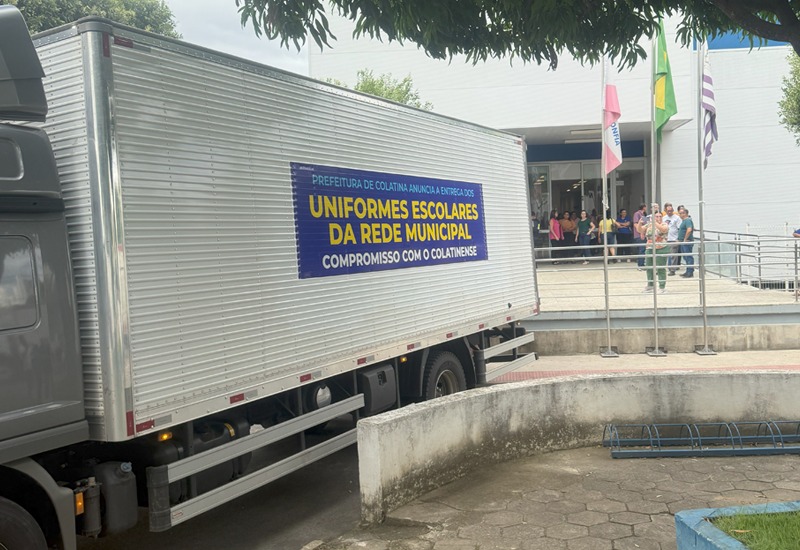 PREFEITURA DE COLATINA ANUNCIA A ENTREGA DOS
UNIFORMES ESCOLARES
DA REDE MUNICIPAL
COMPROMISSO COM O COLATINENSE